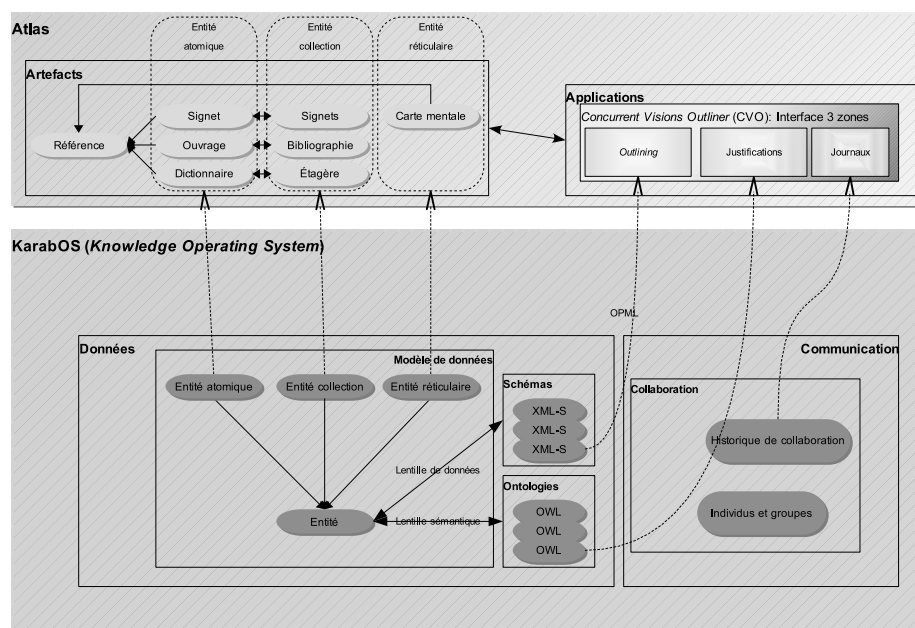 Atlas
Entité
atomique
Entité
collection
Entité
réticulaire
Artefacts
Référence
Signet
Signets
Carte mentale
Ouvrage
Bibliographie
Dictionnaire
Étagère
Applications
Concurrent Visions Outliner (CVO): Interface 3 zones
Outlining
Justifications
Journaux
KarabOS (Knowledge Operating System)
OPML
Données
Modèle de données
Entité atomique
Entité collection
Entité réticulaire
Schémas
XML-S
XML-S
XML-S
Lentille de données
Entité
Lentille sémantique
Ontologies
OWL
OWL
OWL
Communication
Collaboration
Historique de collaboration
Individus et groupes